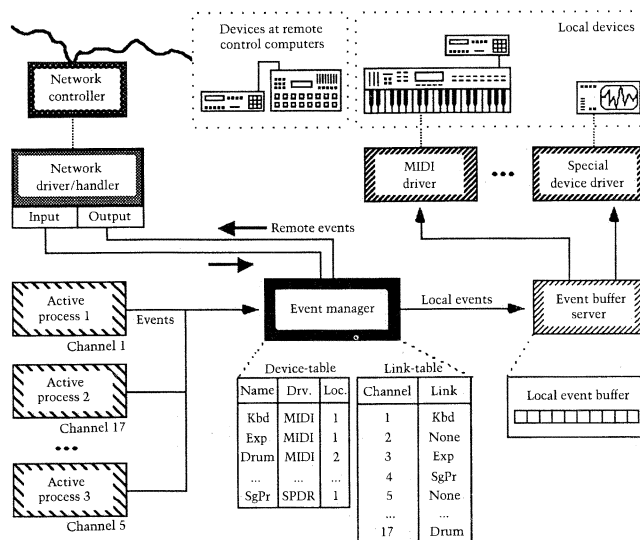 Devices at remote
control computers
Local devices
Network
controller
Network
driver/handler
Input
Output
MIDI
driver
Special
device driver
Remote events
Active
process 1
Events
Channel 1
Event manager
Local events
Event buffer
server
Active
process 2
Channel 17
Active
process 3
Channel 5
Device-table
Name Drv. Loc.
Kbd MIDI 1
Exp MIDI 1
Drum MIDI 2
... ... ...
SgPr SPDR 1
Link-table
Channel Link
1 Kbd
2 None
3 Exp
4 SgPr
5 None
... ...
17 Drum
Local event buffer